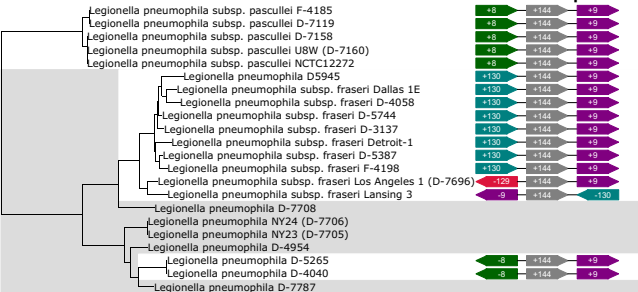 Legionella pneumophila subsp. pascullei F-4185 +8 +144 +9
Legionella pneumophila subsp. pascullei D-7119 +8 +144 +9
Legionella pneumophila subsp. pascullei D-7158 +8 +144 +9
Legionella pneumophila subsp. pascullei U8W (D-7160) +8 +144 +9
Legionella pneumophila subsp. pascullei NCTC12272 +8 +144 +9
Legionella pneumophila D5945 +130 +144 +9
Legionella pneumophila subsp. fraseri Dallas 1E +130 +144 +9
Legionella pneumophila subsp. fraseri D-4058 +130 +144 +9
Legionella pneumophila subsp. fraseri D-5744 +130 +144 +9
Legionella pneumophila subsp. fraseri D-3137 +130 +144 +9
Legionella pneumophila subsp. fraseri Detroit-1 +130 +144 +9
Legionella pneumophila subsp. fraseri D-5387 +130 +144 +9
Legionella pneumophila subsp. fraseri F-4198 +130 +144 +9
Legionella pneumophila subsp. fraseri Los Angeles 1 (D-7696) -129 +144 +9
Legionella pneumophila subsp. fraseri Lansing 3 -9 +144 -130
Legionella pneumophila D-7708
Legionella pneumophila NY24 (D-7706)
Legionella pneumophila NY23 (D-7705)
Legionella pneumophila D-4954
Legionella pneumophila D-5265 -8 +144 +9
Legionella pneumophila D-4040 -8 +144 +9
Legionella pneumophila D-7787